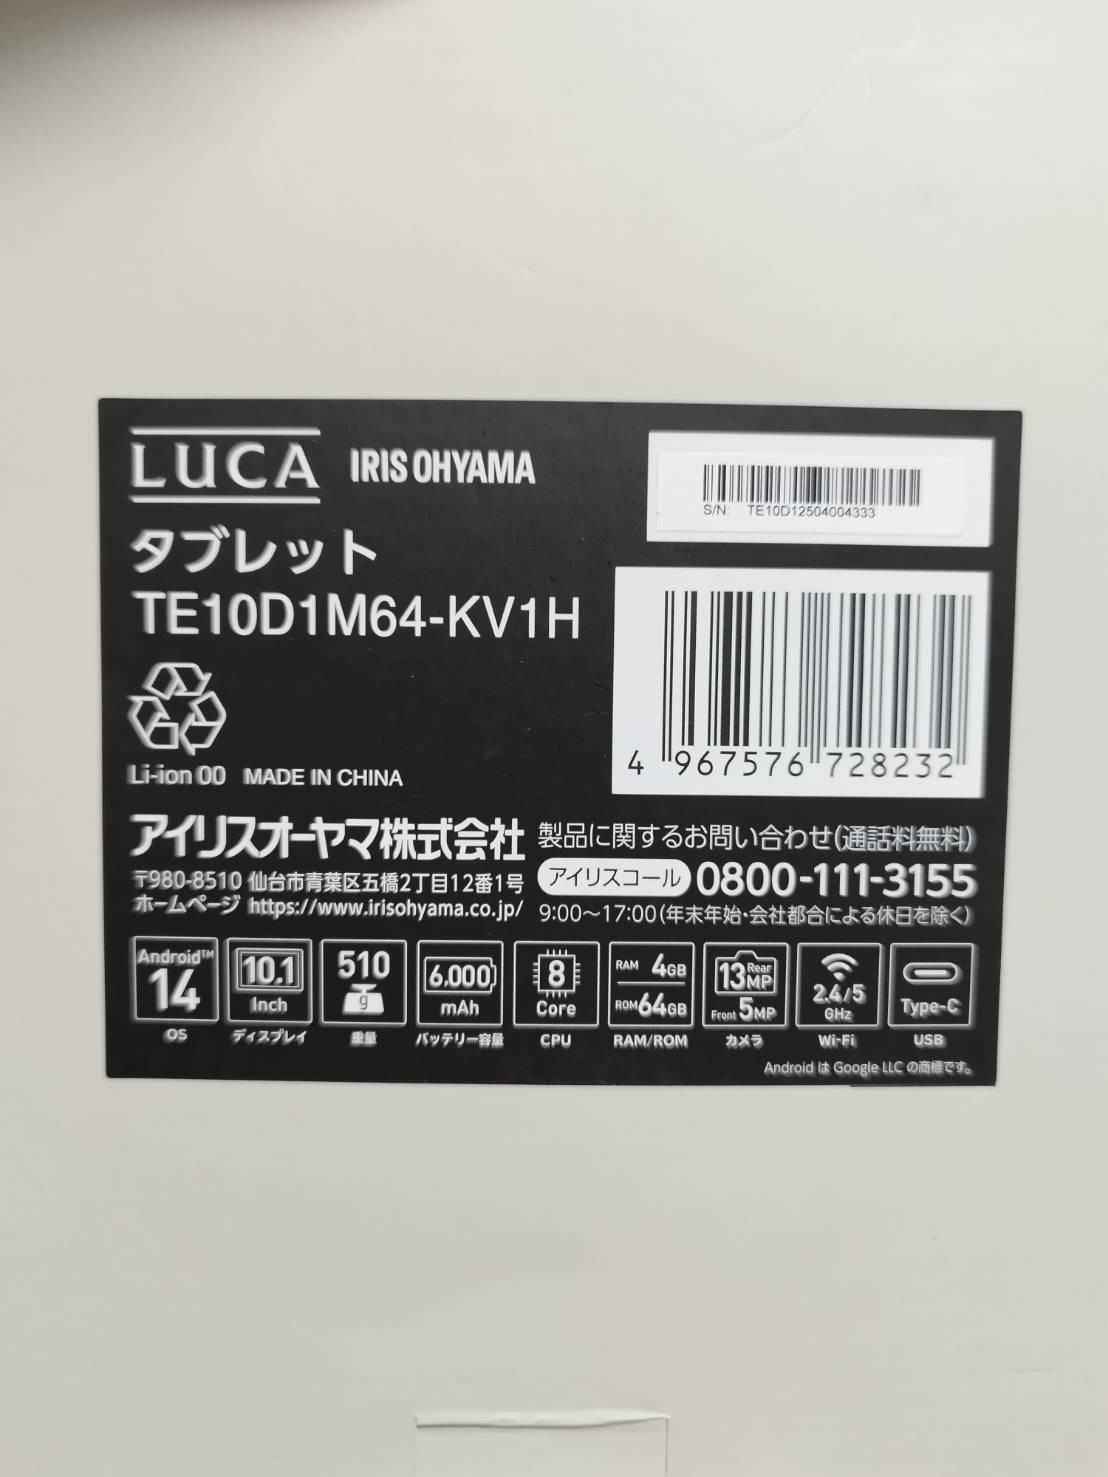 LUCA IRIS OHYAMA
タブレット
TE10D1M64-KV1H
S/N: TE10D12504004333
4 967576 728232
Li-ion 00 MADE IN CHINA
アイリスオーヤマ株式会社
〒980-8510 仙台市青葉区五橋2丁目12番1号
ホームページ https://www.irisohyama.co.jp/
製品に関するお問い合わせ(通話料無料)
アイリスコール 0800-111-3155
9:00〜17:00(年末年始・会社都合による休日を除く)
Android™ 14 OS
10.1 Inch ディスプレイ
510 g 重量
6,000 mAh バッテリー容量
8 Core CPU
RAM 4GB ROM 64GB RAM/ROM
13MP Rear Front 5MP カメラ
2.4/5 GHz Wi-Fi
Type-C USB
Android は Google LLC の商標です。